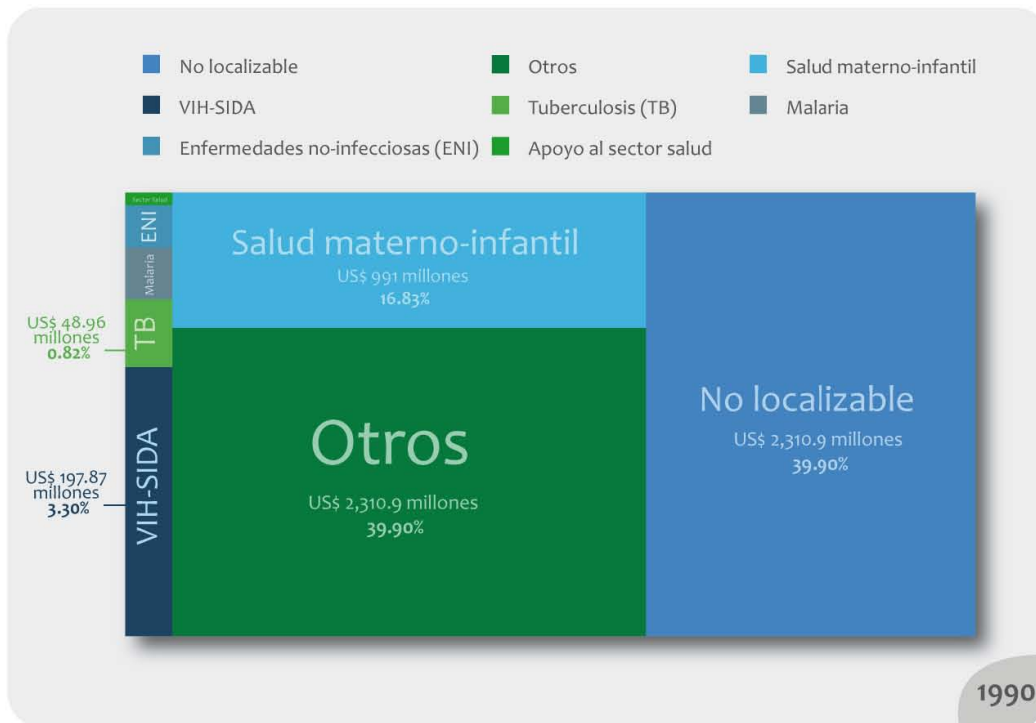 No localizable
Otros
Salud materno-infantil
VIH-SIDA
Tuberculosis (TB)
Malaria
Enfermedades no-infecciosas (ENI)
Apoyo al sector salud
Sector Salud
ENI
Malaria
TB
VIH-SIDA
US$ 48.96
millones
0.82%
US$ 197.87
millones
3.30%
Salud materno-infantil
US$ 991 millones
16.83%
Otros
US$ 2,310.9 millones
39.90%
No localizable
US$ 2,310.9 millones
39.90%
1990